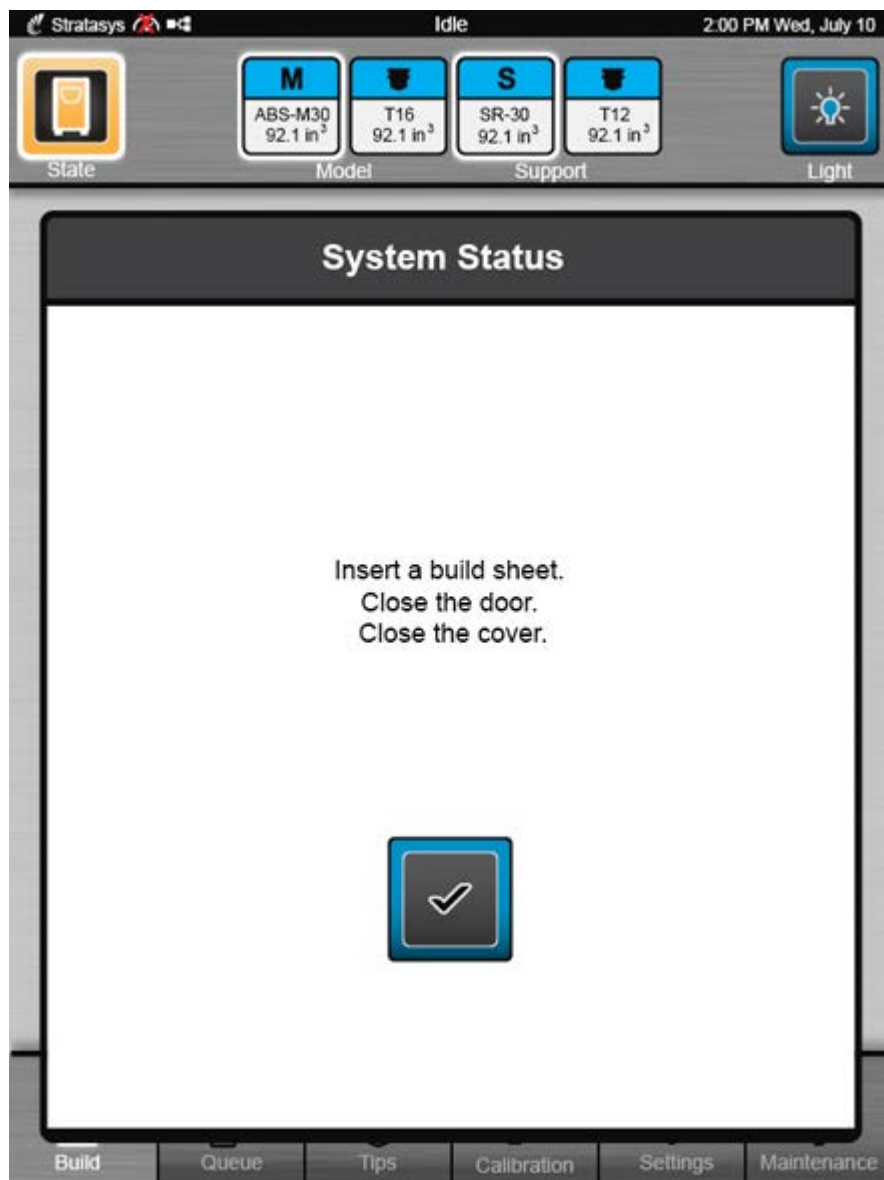 Stratasys Idle 2:00 PM Wed, July 10
M S
ABS-M30 T16 SR-30 T12
92.1 in³ 92.1 in³ 92.1 in³ 92.1 in³
State Model Support Light
System Status
Insert a build sheet.
Close the door.
Close the cover.
Build Queue Tips Calibration Settings Maintenance